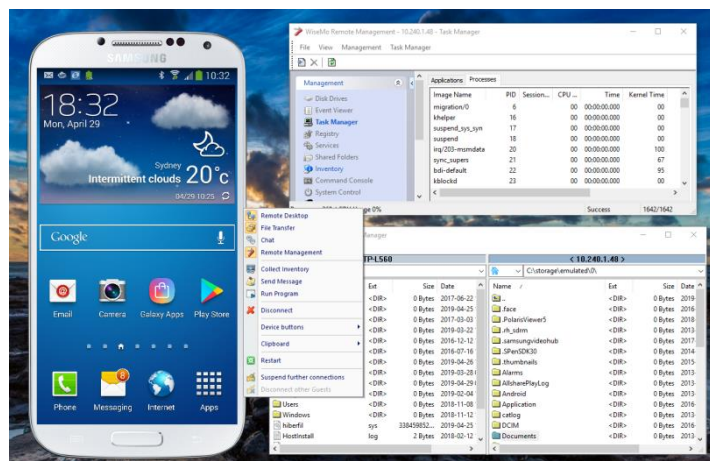 SAMSUNG
10:32
18:32
Mon, April 29
Sydney
Intermittent clouds 20°c
04/29 10:25
Google
Email Camera Galaxy Apps Play Store
8
Phone Messaging Internet Apps
WiseMo Remote Management - 10.240.1.48 - Task Manager
File View Management Task Manager
Management
Disk Drives
Event Viewer
Task Manager
Registry
Services
Shared Folders
Inventory
Command Console
System Control
Applications Processes
Image Name PID Session... CPU ... Time Kernel Time
migration/0 6 00 00:00:00.000 00
khelper 16 00 00:00:00.000 00
suspend_sys_syn 17 00 00:00:00.000 00
suspend 18 00 00:00:00.000 00
irq/203-msmdata 20 00 00:00:00.000 100
sync_supers 21 00 00:00:00.000 67
bdi-default 22 00 00:00:00.000 95
kblockd 23 00 00:00:00.000 00
ge 0% Success 1642/1642
Remote Desktop
File Transfer
Chat
Remote Management
Collect Inventory
Send Message
Run Program
Disconnect
Device buttons
Clipboard
Restart
Suspend further connections
Disconnect other Guests
Manager
TP-L560
Ext Size Date
<DIR> 0 Bytes 2017-06-22
<DIR> 0 Bytes 2019-04-25
<DIR> 0 Bytes 2017-03-03
<DIR> 0 Bytes 2019-03-22
<DIR> 0 Bytes 2016-12-12
<DIR> 0 Bytes 2016-07-16
<DIR> 0 Bytes 2019-04-26
<DIR> 0 Bytes 2019-03-28
<DIR> 0 Bytes 2019-04-29
<DIR> 0 Bytes 2019-02-04
Users <DIR> 0 Bytes 2018-11-08
Windows <DIR> 0 Bytes 2018-11-12
hiberfil sys 338459852... 2019-04-25
HostInstall log 2 Bytes 2018-02-12
< 10.240.1.48 >
C:\storage\emulated\0\
Name / Ext Size Date
.. <DIR> 0 Bytes 2019-
.face <DIR> 0 Bytes 2016-
.PolarisViewer5 <DIR> 0 Bytes 2018-
.rh_sdrm <DIR> 0 Bytes 2013-
.samsungvideohub <DIR> 0 Bytes 2017-
.SPenSDK30 <DIR> 0 Bytes 2014-
.thumbnails <DIR> 0 Bytes 2015-
Alarms <DIR> 0 Bytes 2013-
AllsharePlayLog <DIR> 0 Bytes 2013-
Android <DIR> 0 Bytes 2013-
Application <DIR> 0 Bytes 2016-
catlog <DIR> 0 Bytes 2013-
DCIM <DIR> 0 Bytes 2016-
Documents <DIR> 0 Bytes 2013-